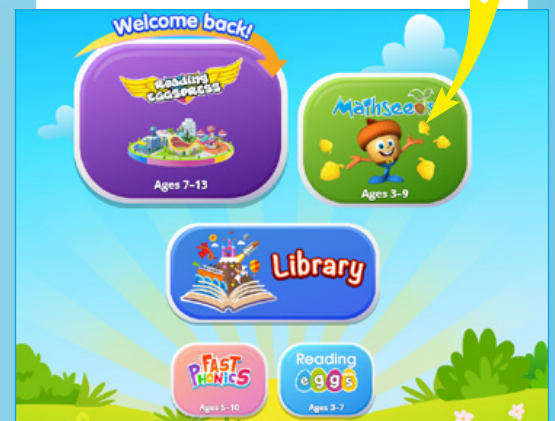 Welcome back!
Reading
EGGSPRESS
Ages 7–13
Mathseeds
Ages 3–9
Library
FAST
PHONICS
Ages 5–10
Reading
eggs
Ages 3–7